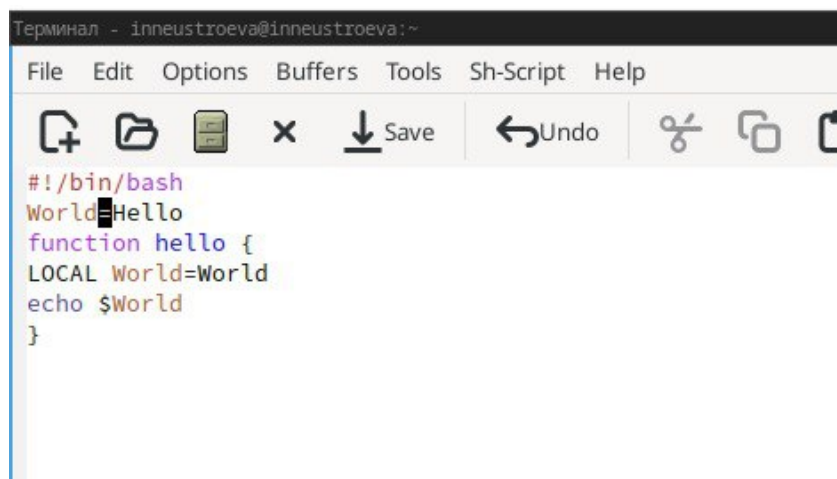 Терминал - inneustroeva@inneustroeva:~
File Edit Options Buffers Tools Sh-Script Help
Save Undo
#!/bin/bash
World=Hello
function hello {
LOCAL World=World
echo $World
}